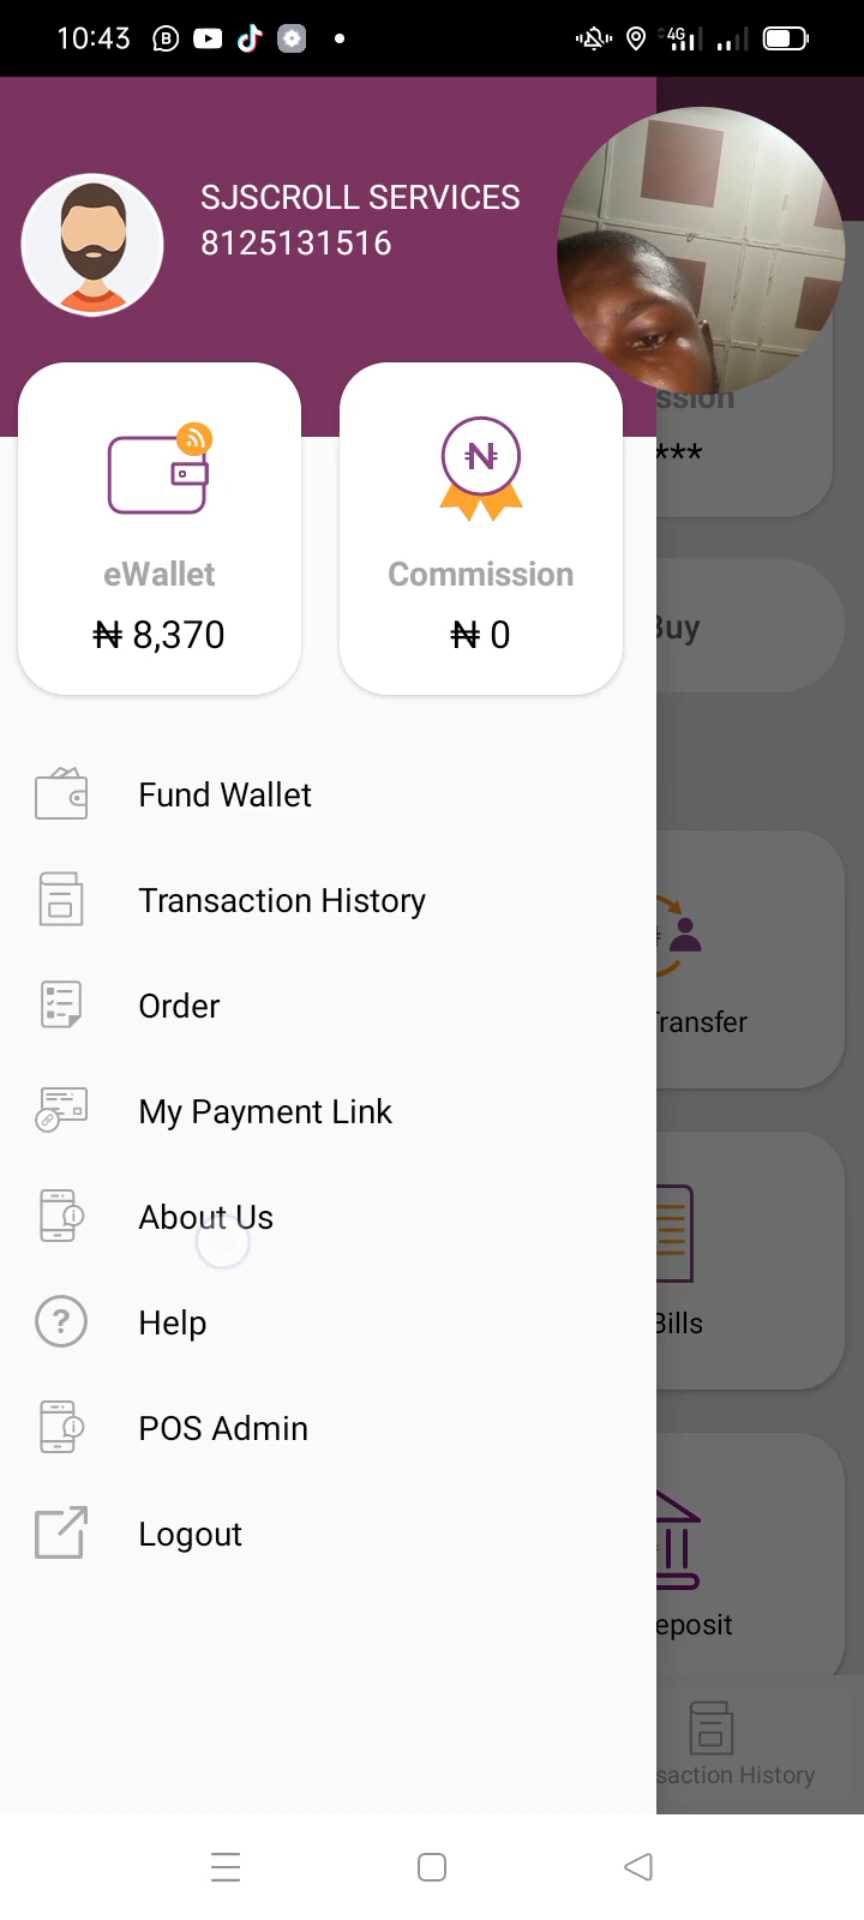 10:43
4G
SJSCROLL SERVICES
8125131516
eWallet
₦ 8,370
Commission
₦ 0
ssion
***
Buy
Fund Wallet
Transaction History
Order
My Payment Link
About Us
Help
POS Admin
Logout
Transfer
Bills
eposit
saction History